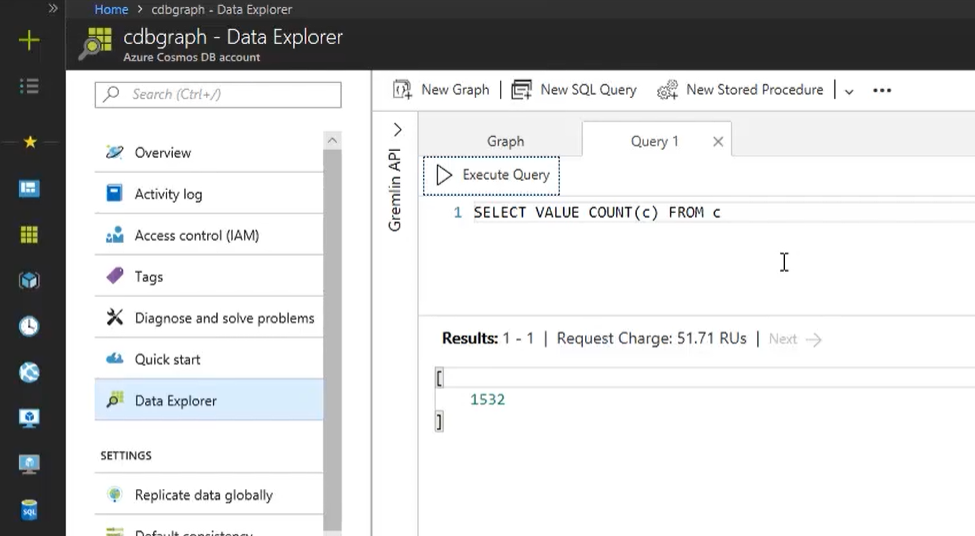 Home > cdbgraph - Data Explorer
cdbgraph - Data Explorer
Azure Cosmos DB account
Search (Ctrl+/)
Overview
Activity log
Access control (IAM)
Tags
Diagnose and solve problems
Quick start
Data Explorer
SETTINGS
Replicate data globally
Default consistency
SQL
New Graph
New SQL Query
New Stored Procedure
Gremlin API
Graph
Query 1
Execute Query
1 SELECT VALUE COUNT(c) FROM c
Results: 1 - 1 | Request Charge: 51.71 RUs | Next
[
1532
]